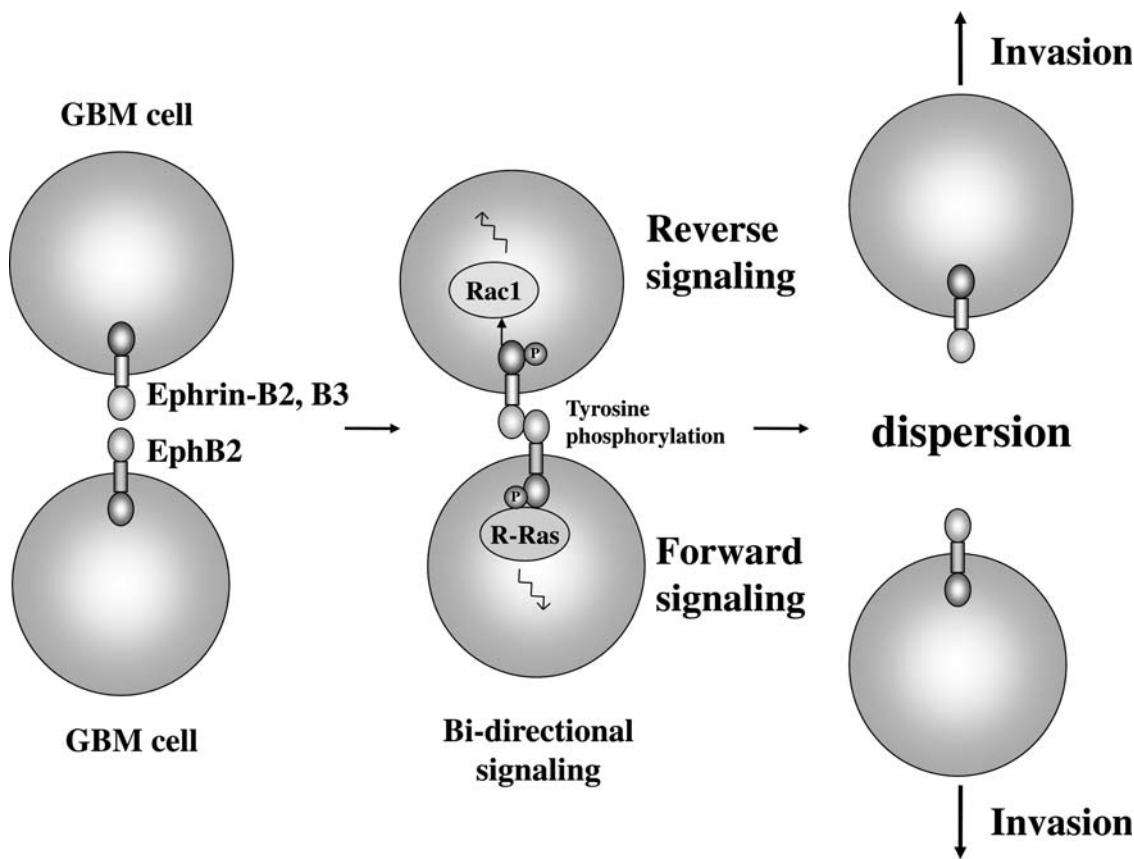 GBM cell
Ephrin-B2, B3
EphB2
GBM cell
Rac1
P
Reverse
signaling
Tyrosine
phosphorylation
P
R-Ras
Forward
signaling
Bi-directional
signaling
Invasion
dispersion
Invasion